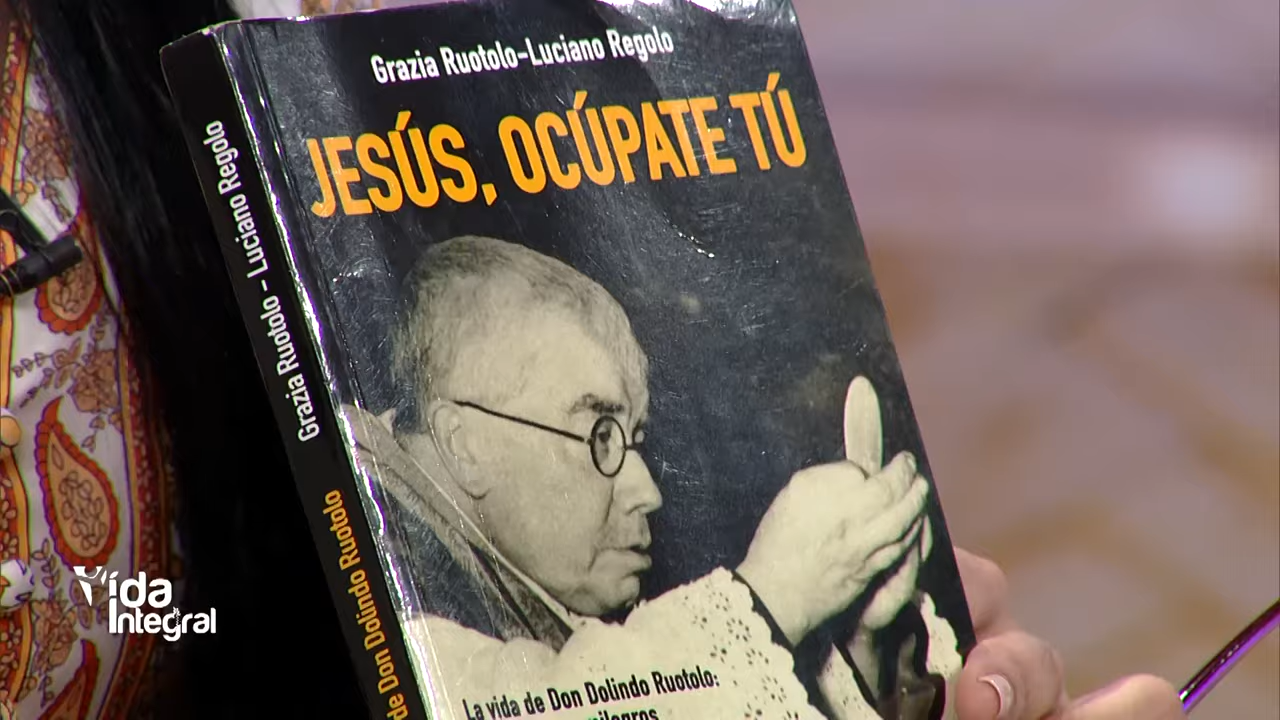 Grazia Ruotolo-Luciano Regolo
JESÚS, OCÚPATE TÚ
Grazia Ruotolo - Luciano Regolo
de Don Dolindo Ruotolo
La vida de Don Dolindo Ruotolo:
milagros
Vida
Integral